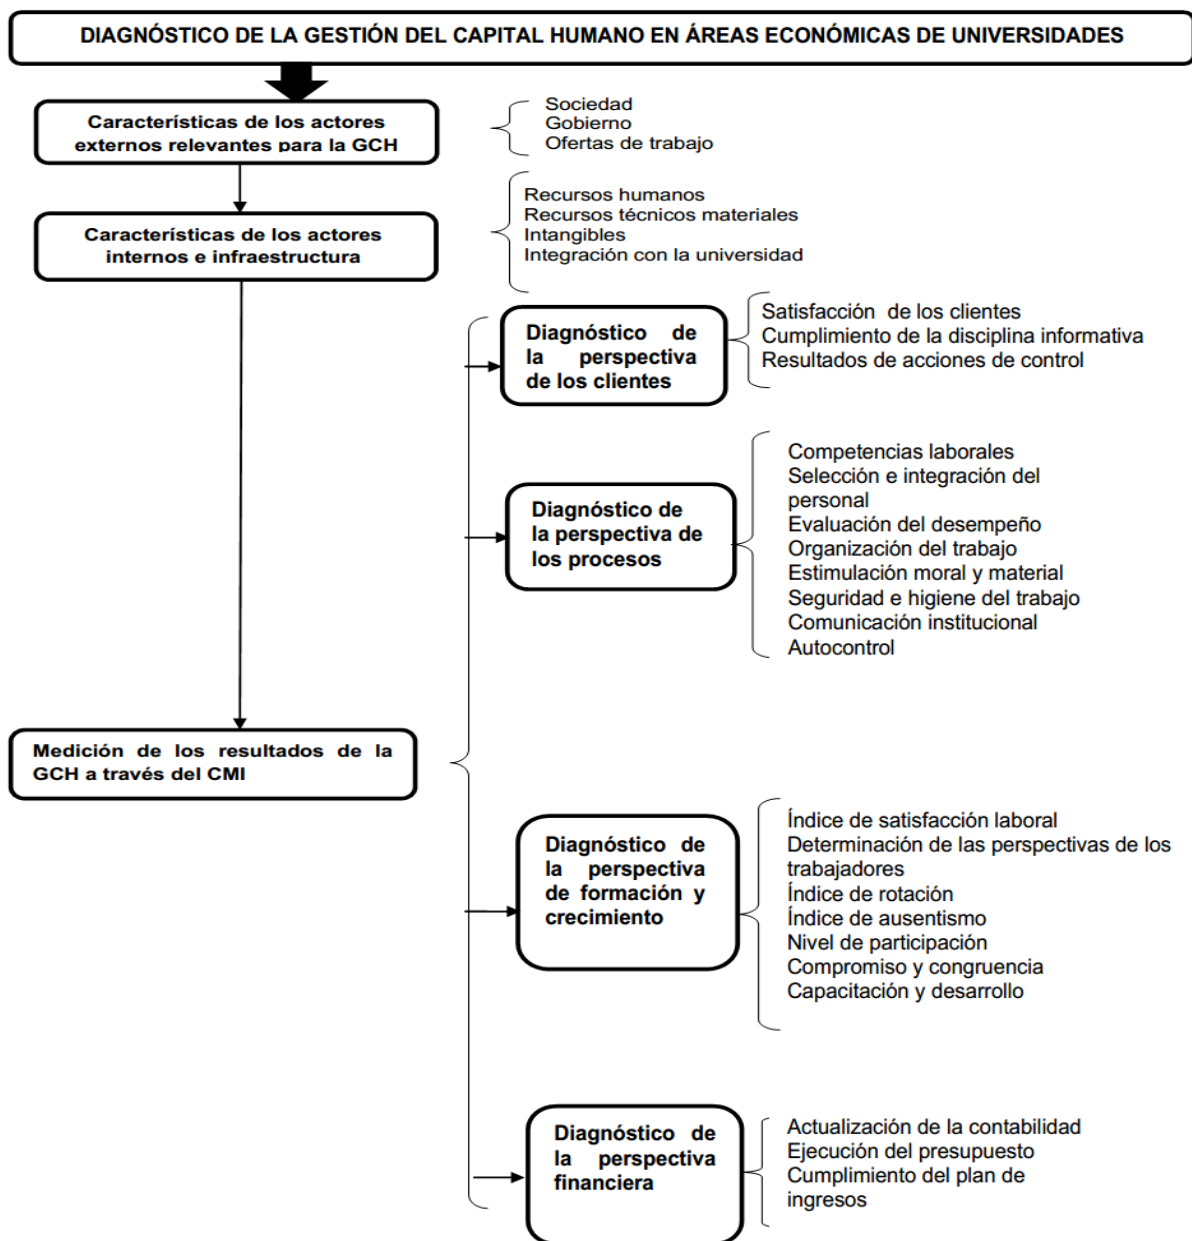 DIAGNÓSTICO DE LA GESTIÓN DEL CAPITAL HUMANO EN ÁREAS ECONÓMICAS DE UNIVERSIDADES
Características de los actores
externos relevantes para la GCH
Sociedad
Gobierno
Ofertas de trabajo
Características de los actores
internos e infraestructura
Recursos humanos
Recursos técnicos materiales
Intangibles
Integración con la universidad
Medición de los resultados de la
GCH a través del CMI
Diagnóstico de
la perspectiva
de los clientes
Satisfacción de los clientes
Cumplimiento de la disciplina informativa
Resultados de acciones de control
Diagnóstico de
la perspectiva de
los procesos
Competencias laborales
Selección e integración del
personal
Evaluación del desempeño
Organización del trabajo
Estimulación moral y material
Seguridad e higiene del trabajo
Comunicación institucional
Autocontrol
Diagnóstico de
la perspectiva
de formación y
crecimiento
Índice de satisfacción laboral
Determinación de las perspectivas de los
trabajadores
Índice de rotación
Índice de ausentismo
Nivel de participación
Compromiso y congruencia
Capacitación y desarrollo
Diagnóstico de
la perspectiva
financiera
Actualización de la contabilidad
Ejecución del presupuesto
Cumplimiento del plan de
ingresos